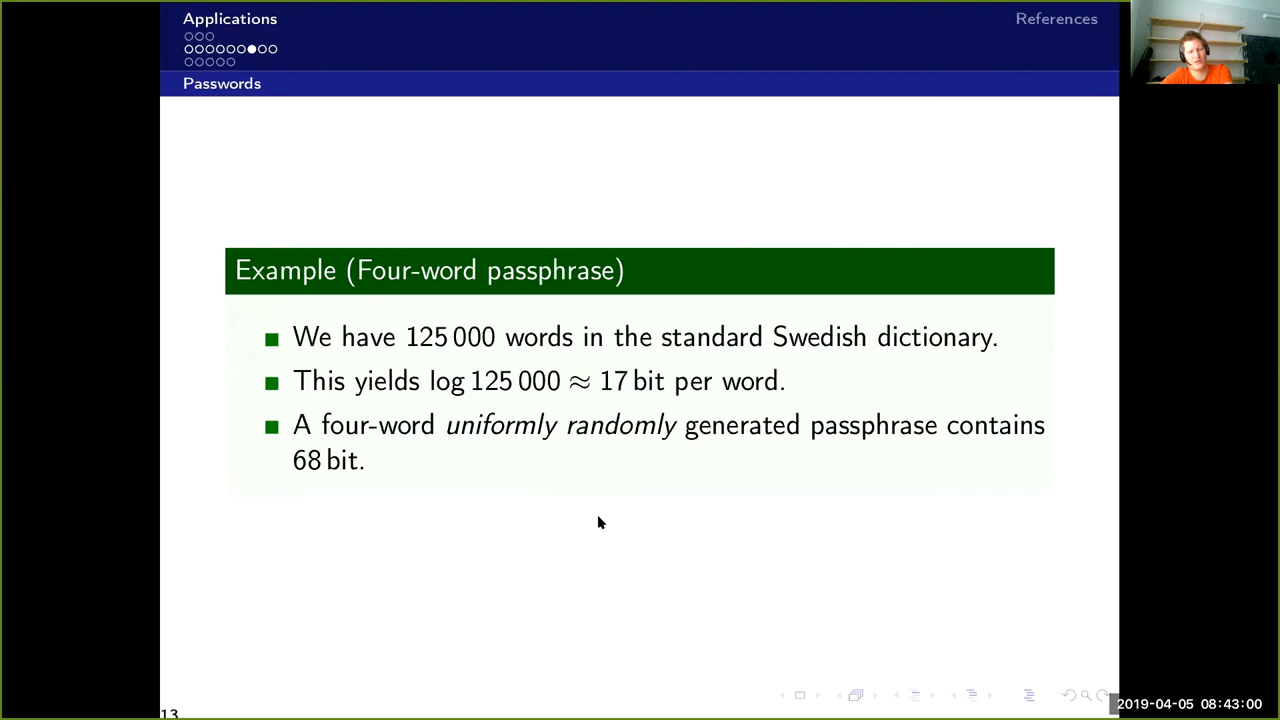 Applications
References
Passwords
Example (Four-word passphrase)
We have 125 000 words in the standard Swedish dictionary.
This yields log 125 000 ≈ 17 bit per word.
A four-word uniformly randomly generated passphrase contains
68 bit.
13
2019-04-05 08:43:00